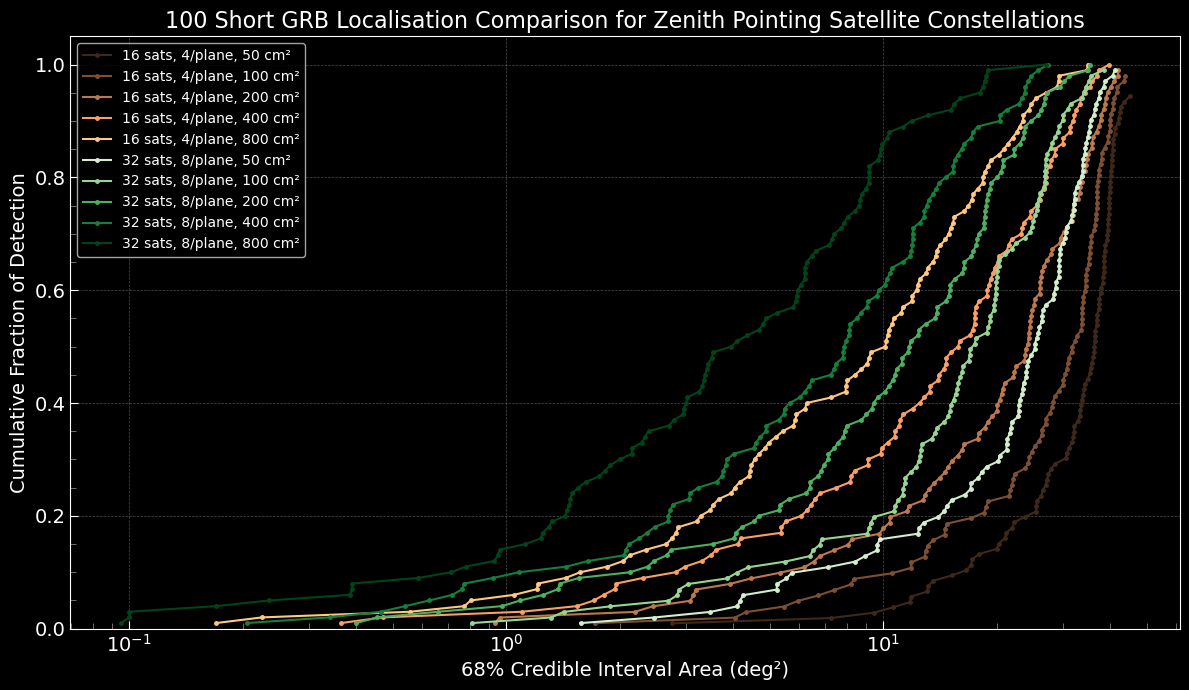 100 Short GRB Localisation Comparison for Zenith Pointing Satellite Constellations
1.0
0.8
0.6
0.4
0.2
0.0
Cumulative Fraction of Detection
16 sats, 4/plane, 50 cm²
16 sats, 4/plane, 100 cm²
16 sats, 4/plane, 200 cm²
16 sats, 4/plane, 400 cm²
16 sats, 4/plane, 800 cm²
32 sats, 8/plane, 50 cm²
32 sats, 8/plane, 100 cm²
32 sats, 8/plane, 200 cm²
32 sats, 8/plane, 400 cm²
32 sats, 8/plane, 800 cm²
10⁻¹ 10⁰ 10¹
68% Credible Interval Area (deg²)